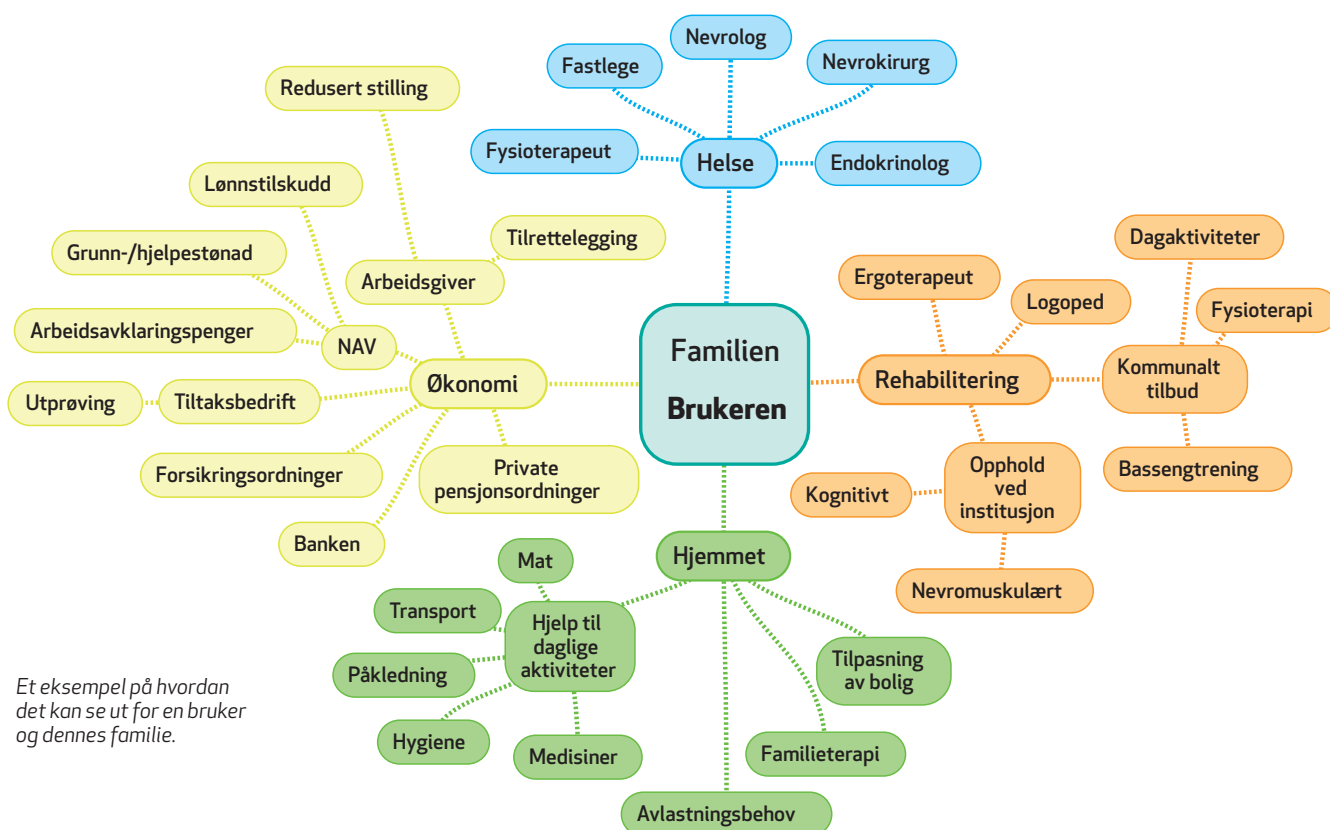 Nevrolog
Fastlege
Nevrokirurg
Fysioterapeut
Helse
Endokrinolog
Redusert stilling
Lønnstilskudd
Tilrettelegging
Grunn-/hjelpestønad
Arbeidsgiver
Arbeidsavklaringspenger
NAV
Økonomi
Utprøving
Tiltaksbedrift
Forsikringsordninger
Private
pensjonsordninger
Banken
Familien
Brukeren
Dagaktiviteter
Ergoterapeut
Logoped
Fysioterapi
Rehabilitering
Kommunalt
tilbud
Bassengtrening
Opphold
ved
institusjon
Kognitivt
Nevromuskulært
Hjemmet
Mat
Transport
Hjelp til
daglige
aktiviteter
Påkledning
Hygiene
Medisiner
Tilpasning
av bolig
Familieterapi
Avlastningsbehov
Et eksempel på hvordan
det kan se ut for en bruker
og dennes familie.